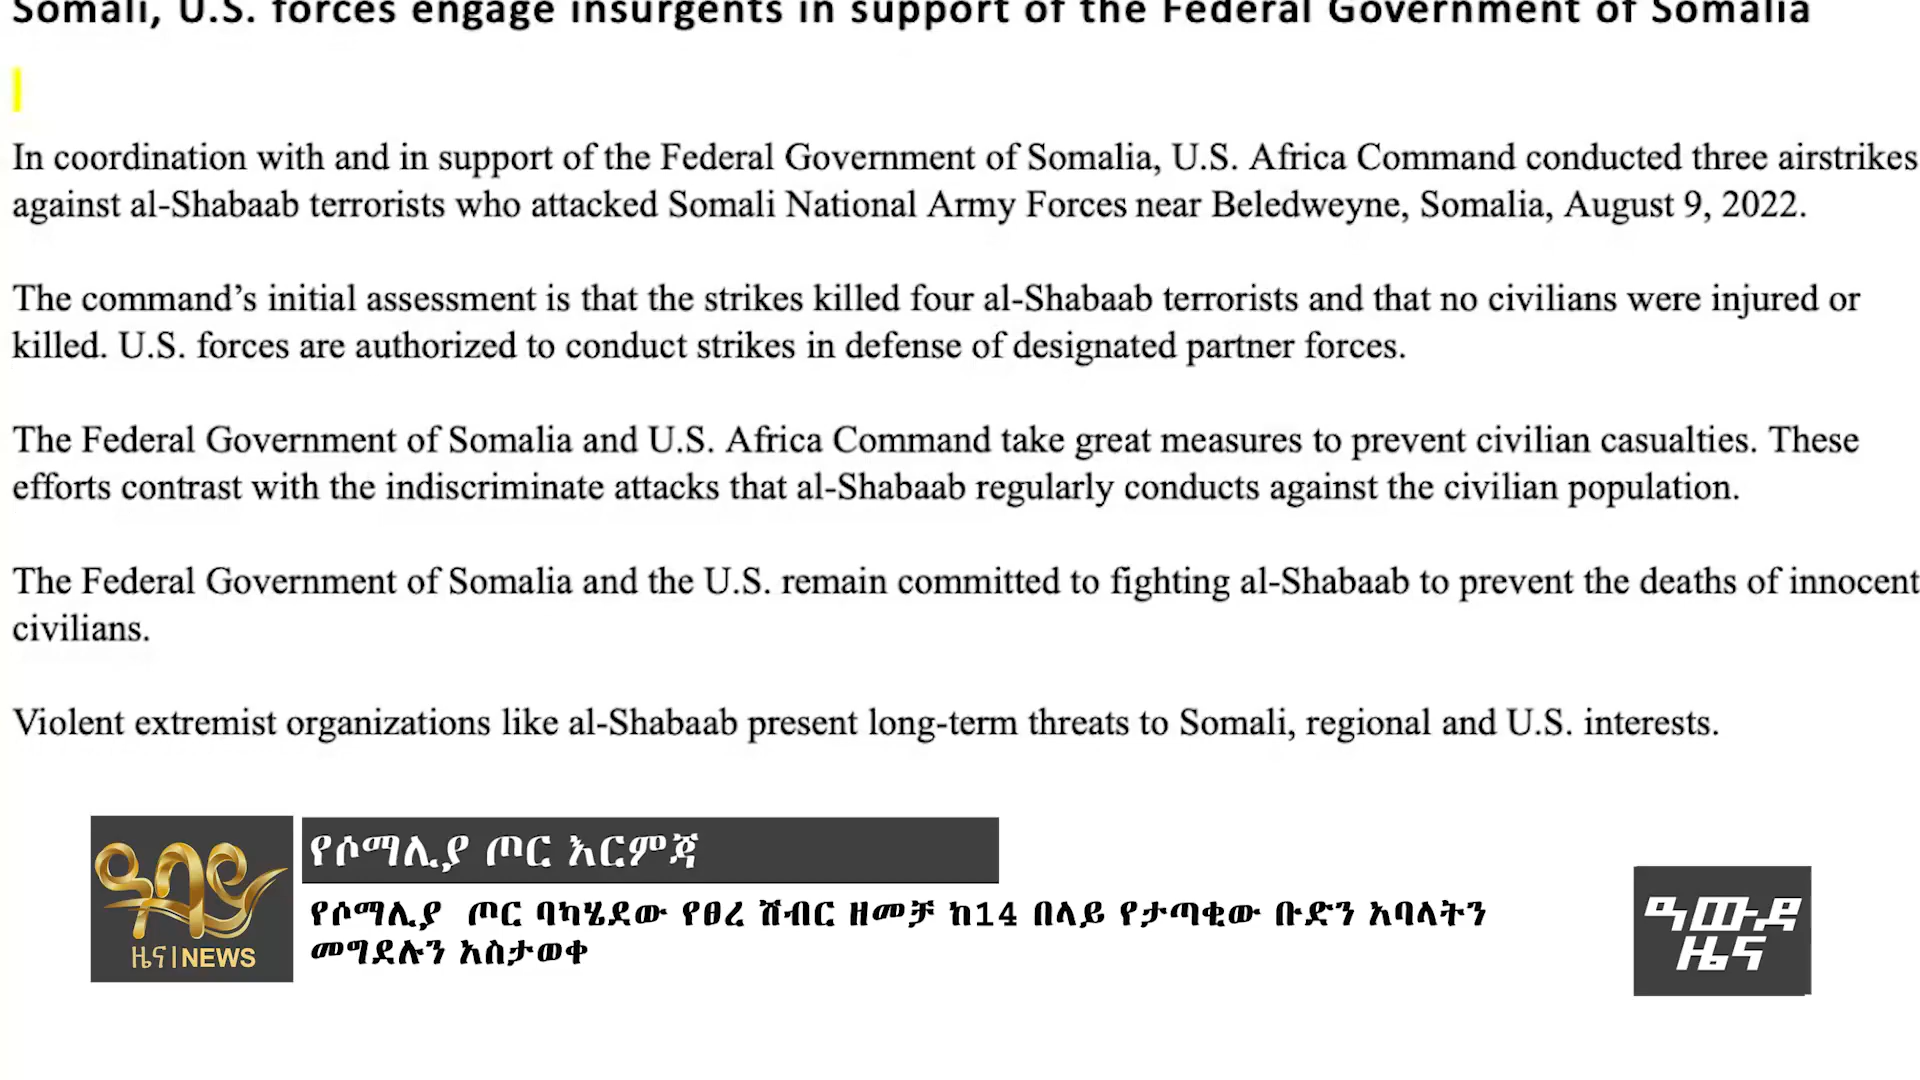 Somali, U.S. forces engage insurgents in support of the Federal Government of Somalia
In coordination with and in support of the Federal Government of Somalia, U.S. Africa Command conducted three airstrikes
against al-Shabaab terrorists who attacked Somali National Army Forces near Beledweyne, Somalia, August 9, 2022.
The command’s initial assessment is that the strikes killed four al-Shabaab terrorists and that no civilians were injured or
killed. U.S. forces are authorized to conduct strikes in defense of designated partner forces.
The Federal Government of Somalia and U.S. Africa Command take great measures to prevent civilian casualties. These
efforts contrast with the indiscriminate attacks that al-Shabaab regularly conducts against the civilian population.
The Federal Government of Somalia and the U.S. remain committed to fighting al-Shabaab to prevent the deaths of innocent
civilians.
Violent extremist organizations like al-Shabaab present long-term threats to Somali, regional and U.S. interests.
ዓባይ
ዜና|NEWS
የሶማሊያ ጦር እርምጃ
የሶማሊያ ጦር ባካሄደው የፀረ ሽብር ዘመቻ ከ14 በላይ የታጣቂው ቡድን አባላትን
መግደሉን አስታወቀ
ዓውደ
ዜና